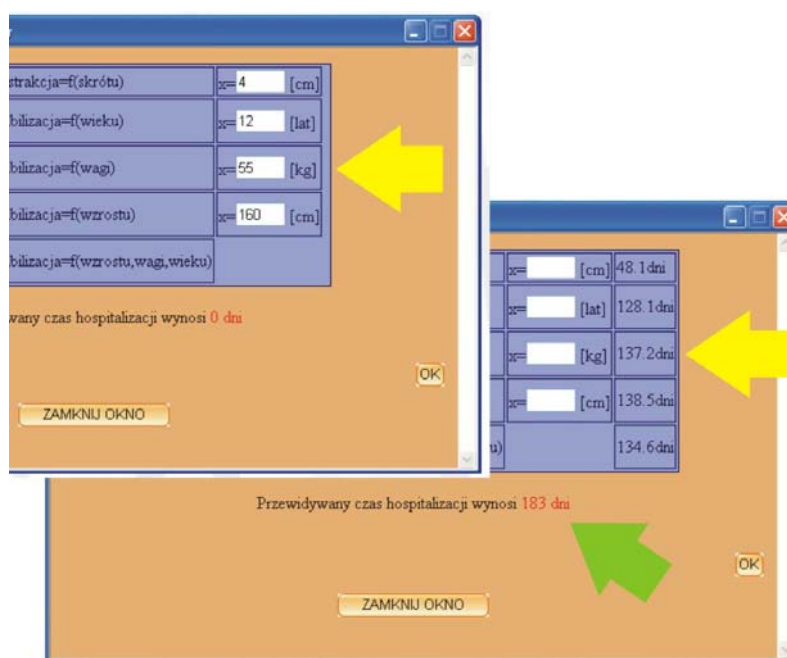 strakcja=f(skrótu) x= 4 [cm]
bilizacja=f(wieku) x= 12 [lat]
bilizacja=f(wagi) x= 55 [kg]
bilizacja=f(wzrostu) x= 160 [cm]
bilizacja=f(wzrostu,wagi,wieku)
wany czas hospitalizacji wynosi 0 dni
OK
ZAMKNIJ OKNO
x= [cm] 48.1dni
x= [lat] 128.1dni
x= [kg] 137.2dni
x= [cm] 138.5dni
u) 134.6dni
Przewidywany czas hospitalizacji wynosi 183 dni
OK
ZAMKNIJ OKNO